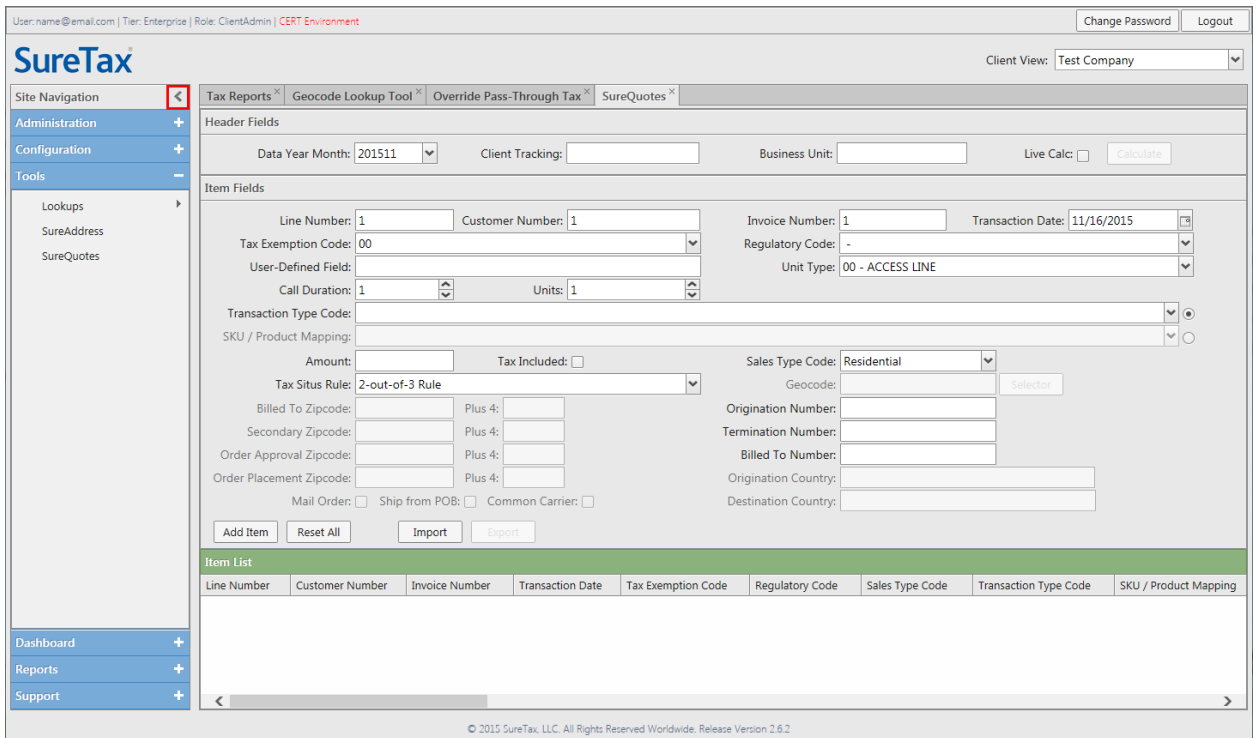 User: name@email.com | Tier: Enterprise | Role: ClientAdmin | CERT Environment Change Password Logout
SureTax Client View: Test Company
Site Navigation Tax Reports × Geocode Lookup Tool × Override Pass-Through Tax × SureQuotes ×
Administration + Header Fields
Configuration + Data Year Month: 201511 Client Tracking: Business Unit: Live Calc: Calculate
Tools − Item Fields
Lookups
Line Number: 1 Customer Number: 1 Invoice Number: 1 Transaction Date: 11/16/2015
SureAddress
Tax Exemption Code: 00 Regulatory Code: -
SureQuotes
User-Defined Field: Unit Type: 00 - ACCESS LINE
Call Duration: 1 Units: 1
Transaction Type Code:
SKU / Product Mapping:
Amount: Tax Included: Sales Type Code: Residential
Tax Situs Rule: 2-out-of-3 Rule Geocode: Selector
Billed To Zipcode: Plus 4: Origination Number:
Secondary Zipcode: Plus 4: Termination Number:
Order Approval Zipcode: Plus 4: Billed To Number:
Order Placement Zipcode: Plus 4: Origination Country:
Mail Order: Ship from POB: Common Carrier: Destination Country:
Add Item Reset All Import Export
Item List
Line Number Customer Number Invoice Number Transaction Date Tax Exemption Code Regulatory Code Sales Type Code Transaction Type Code SKU / Product Mapping
Dashboard +
Reports +
Support +
© 2015 SureTax, LLC. All Rights Reserved Worldwide. Release Version 2.6.2